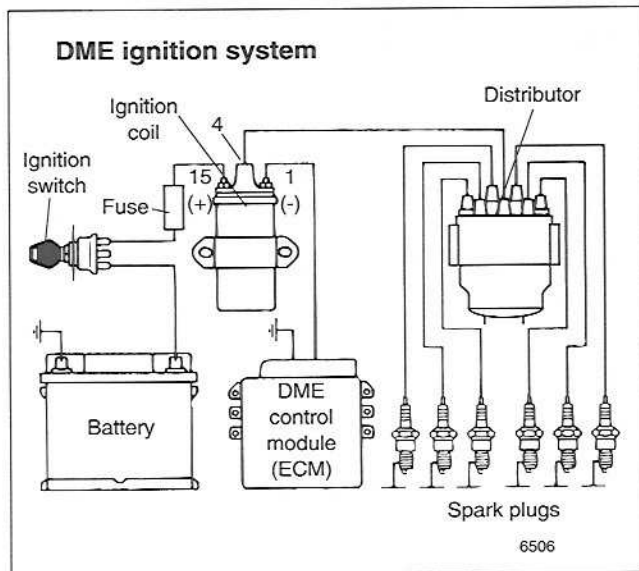 DME ignition system
Ignition
coil
4
Distributor
Ignition
switch
15
1
Fuse
(+)
(-)
Battery
DME
control
module
(ECM)
Spark plugs
6506